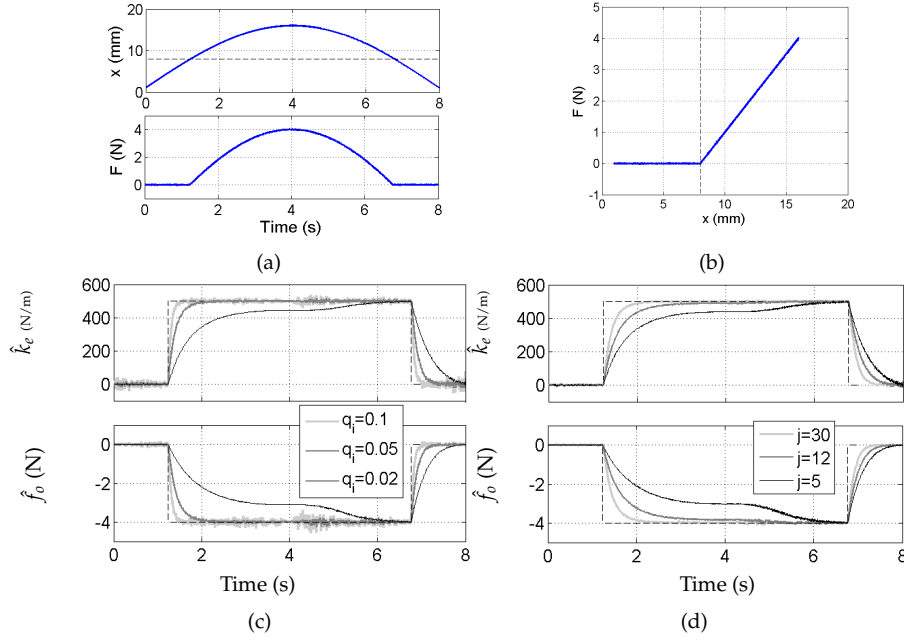 20
10
0
x (mm)
0 2 4 6 8
4
2
0
F (N)
0 2 4 6 8
Time (s)
(a)
5
4
3
2
1
0
-1
F (N)
0 5 10 15 20
x (mm)
(b)
600
400
200
0
k̂e (N/m)
qi=0.1
qi=0.05
qi=0.02
0
−2
−4
f̂o (N)
0 2 4 6 8
Time (s)
(c)
600
400
200
0
k̂e (N/m)
j=30
j=12
j=5
0
−2
−4
f̂o (N)
0 2 4 6 8
Time (s)
(d)